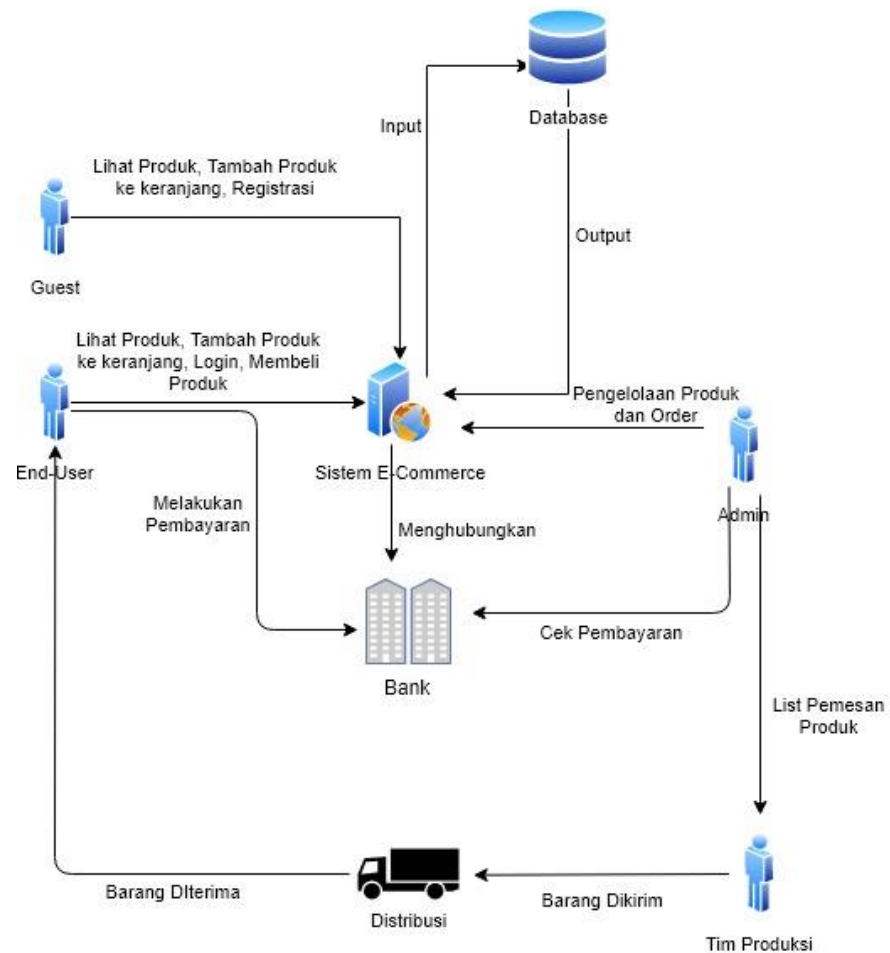 Database
Input
Lihat Produk, Tambah Produk
ke keranjang, Registrasi
Output
Guest
Lihat Produk, Tambah Produk
ke keranjang, Login, Membeli
Produk
Pengelolaan Produk
dan Order
End-User
Sistem E-Commerce
Admin
Melakukan
Pembayaran
Menghubungkan
Cek Pembayaran
Bank
List Pemesan
Produk
Barang DIterima
Barang Dikirim
Distribusi
Tim Produksi